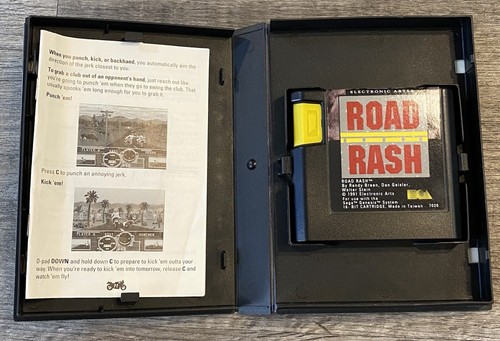 When you punch, kick, or backhand, you automatically aim the
direction of the jerk closest to you.
To grab a club out of an opponent's hand, just reach out like
you're going to punch 'em when they go to swing the club. That
usually spooks 'em long enough for you to grab it.
Punch 'em!
Press C to punch an annoying jerk.
Kick 'em!
D-pad DOWN and hold down C to prepare to kick 'em outta your
way. When you're ready to kick 'em into tomorrow, release C and
watch 'em fly!
ELECTRONIC ARTS
ROAD
RASH
ROAD RASH™
By Randy Breen, Dan Geisler,
Walter Stein
© 1991 Electronic Arts
For use with the
Sega™ Genesis™ System
16-BIT CARTRIDGE. Made in Taiwan 7026